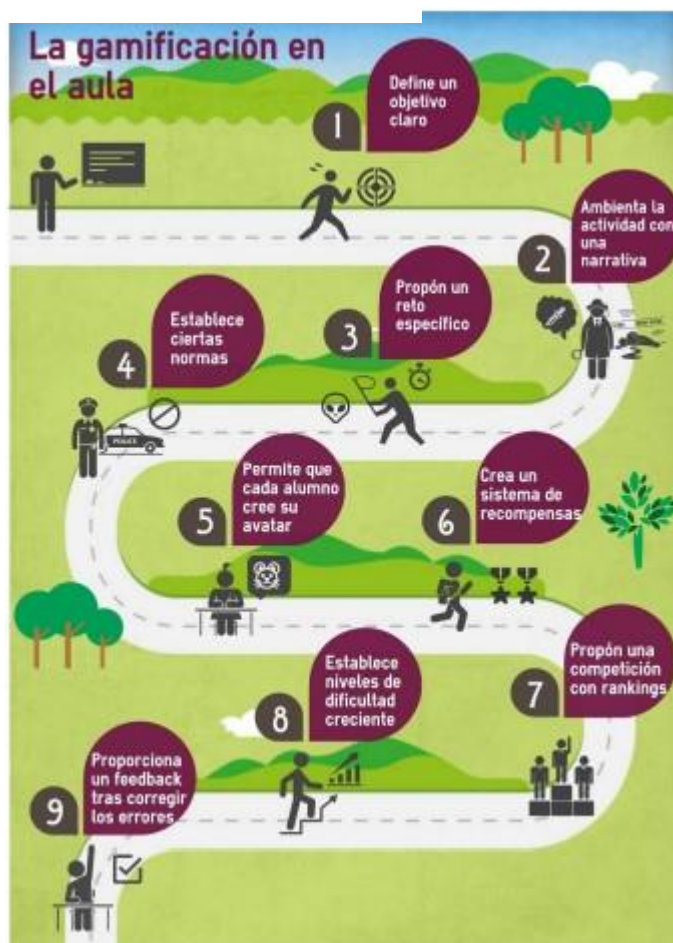 La gamificación en
el aula
1
Define un
objetivo
claro
2
Ambienta la
actividad con
una
narrativa
3
Propón un
reto
específico
4
Establece
ciertas
normas
POLICE
5
Permite que
cada alumno
cree su
avatar
6
Crea un
sistema de
recompensas
7
Propón una
competición
con rankings
8
Establece
niveles de
dificultad
creciente
9
Proporciona
un feedback
tras corregir
los errores